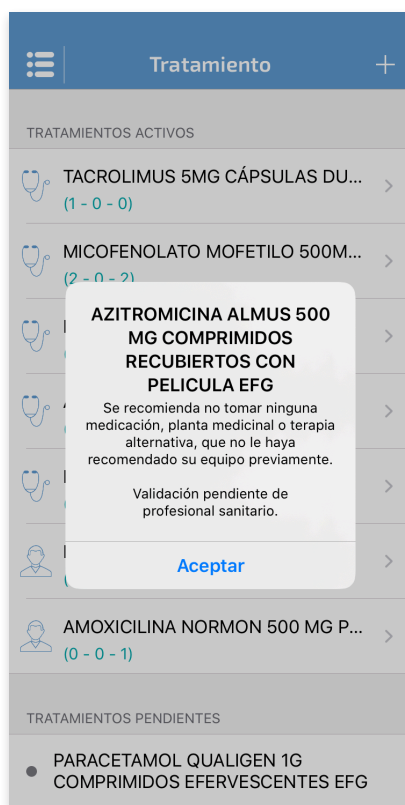 Tratamiento
TRATAMIENTOS ACTIVOS
TACROLIMUS 5MG CÁPSULAS DU...
(1 - 0 - 0)
MICOFENOLATO MOFETILO 500M...
(2 - 0 - 2)
AZITROMICINA ALMUS 500
MG COMPRIMIDOS
RECUBIERTOS CON
PELICULA EFG
Se recomienda no tomar ninguna
medicación, planta medicinal o terapia
alternativa, que no le haya
recomendado su equipo previamente.
Validación pendiente de
profesional sanitario.
Aceptar
AMOXICILINA NORMON 500 MG P...
(0 - 0 - 1)
TRATAMIENTOS PENDIENTES
PARACETAMOL QUALIGEN 1G
COMPRIMIDOS EFERVESCENTES EFG